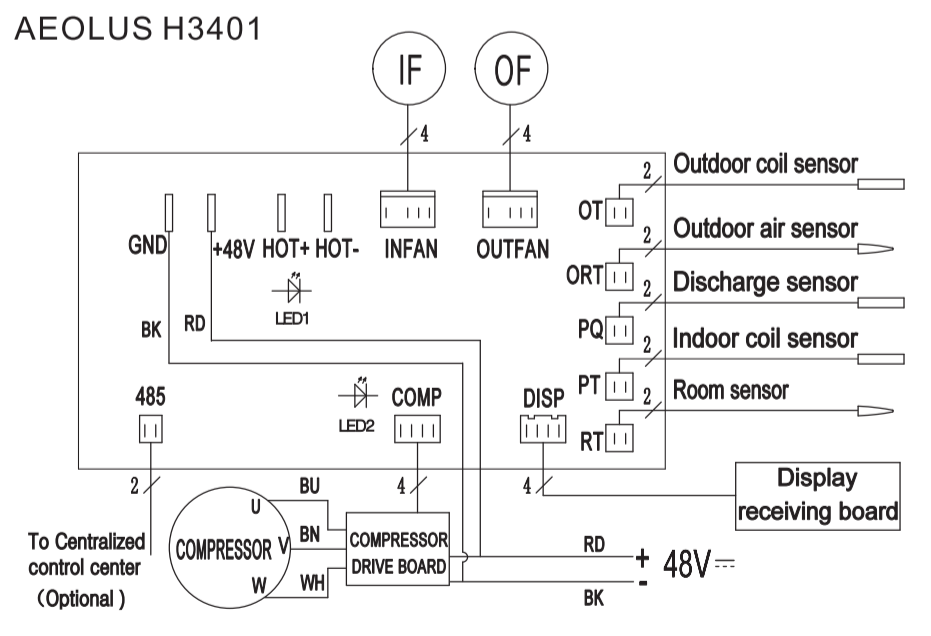 AEOLUS H3401
IF
OF
4
4
2
Outdoor coil sensor
OT
GND
+48V
HOT+
HOT-
INFAN
OUTFAN
2
Outdoor air sensor
ORT
LED1
2
Discharge sensor
BK
RD
PQ
2
Indoor coil sensor
PT
485
LED2
COMP
DISP
2
Room sensor
RT
2
4
4
Display
receiving board
To Centralized
control center
(Optional )
COMPRESSOR
U
V
W
BU
BN
WH
COMPRESSOR
DRIVE BOARD
RD
+
48V⎓
-
BK